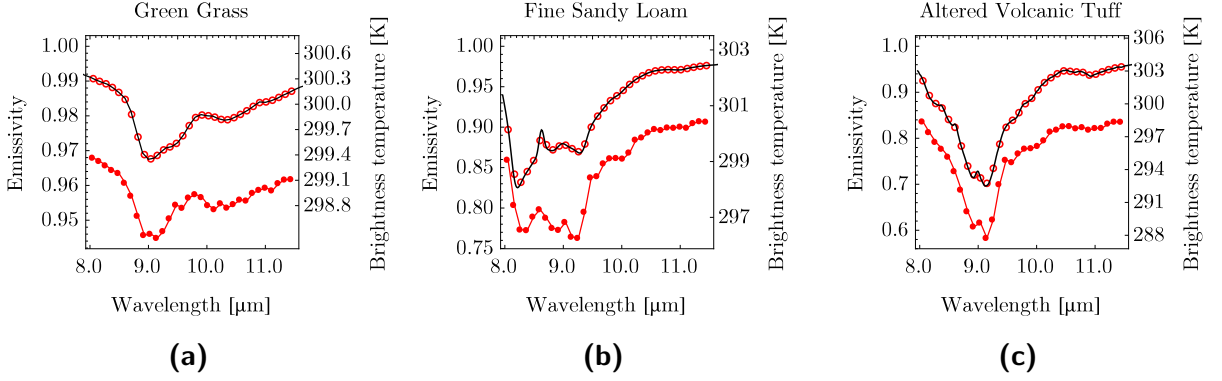 Green Grass
1.00
0.99
0.98
0.97
0.96
0.95
Emissivity
300.6
300.3
300.0
299.7
299.4
299.1
298.8
Brightness temperature [K]
8.0 9.0 10.0 11.0
Wavelength [μm]
(a)
Fine Sandy Loam
1.00
0.95
0.90
0.85
0.80
0.75
Emissivity
303
301
299
297
Brightness temperature [K]
8.0 9.0 10.0 11.0
Wavelength [μm]
(b)
Altered Volcanic Tuff
1.0
0.9
0.8
0.7
0.6
Emissivity
306
303
300
297
294
291
288
Brightness temperature [K]
8.0 9.0 10.0 11.0
Wavelength [μm]
(c)